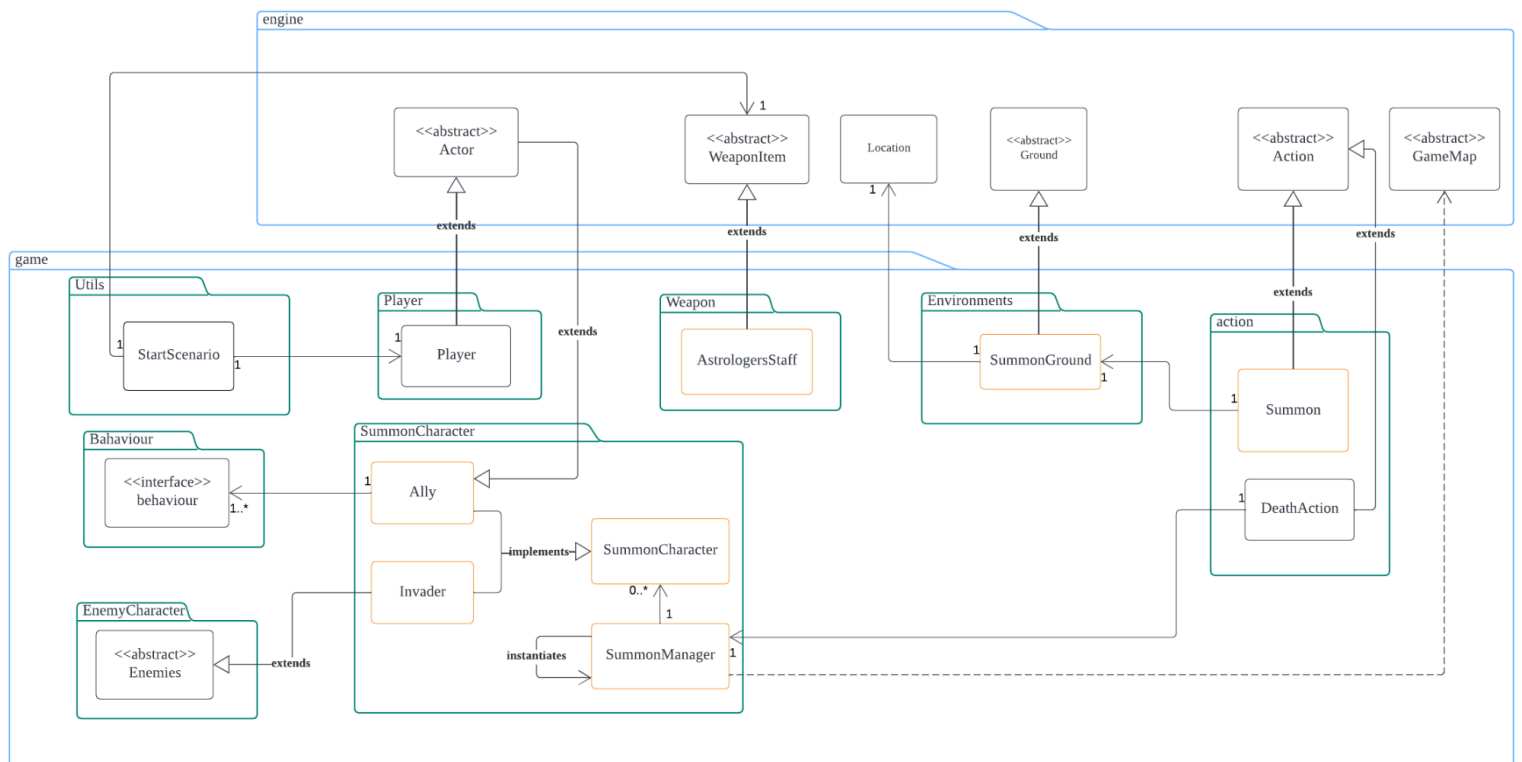 engine
1
<<abstract>>
Actor
<<abstract>>
WeaponItem
Location
<<abstract>>
Ground
<<abstract>>
Action
<<abstract>>
GameMap
1
extends
extends
extends
extends
game
Utils
Player
Weapon
Environments
extends
action
StartScenario
1
1
1
Player
extends
AstrologersStaff
1
SummonGround
1
1
Summon
Bahaviour
<<interface>>
behaviour
1..*
SummonCharacter
1
Ally
implements
SummonCharacter
0..*
1
Invader
1
DeathAction
EnemyCharacter
<<abstract>>
Enemies
extends
instantiates
SummonManager
1